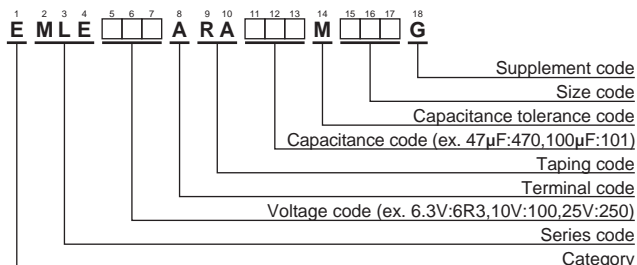 1 2 3 4 5 6 7 8 9 10 11 12 13 14 15 16 17 18
E M L E □□□ A R A □□□ M □□□ G
Supplement code
Size code
Capacitance tolerance code
Capacitance code (ex. 47μF:470,100μF:101)
Taping code
Terminal code
Voltage code (ex. 6.3V:6R3,10V:100,25V:250)
Series code
Category